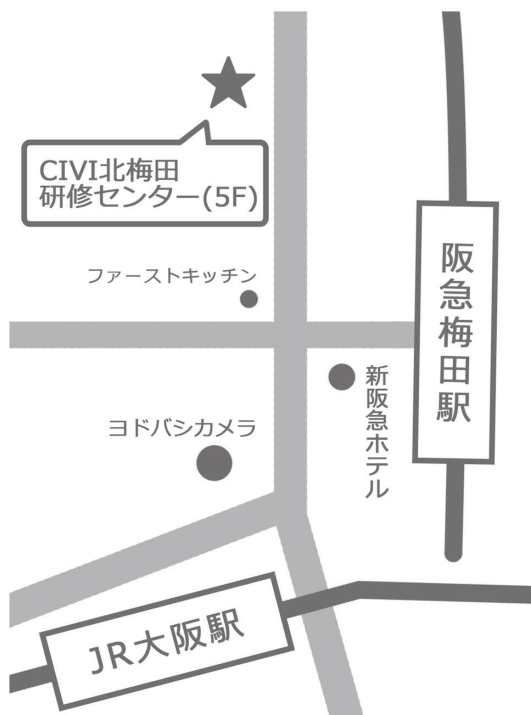 CIVI北梅田
研修センター(5F)
阪急梅田駅
ファーストキッチン
新阪急ホテル
ヨドバシカメラ
JR大阪駅